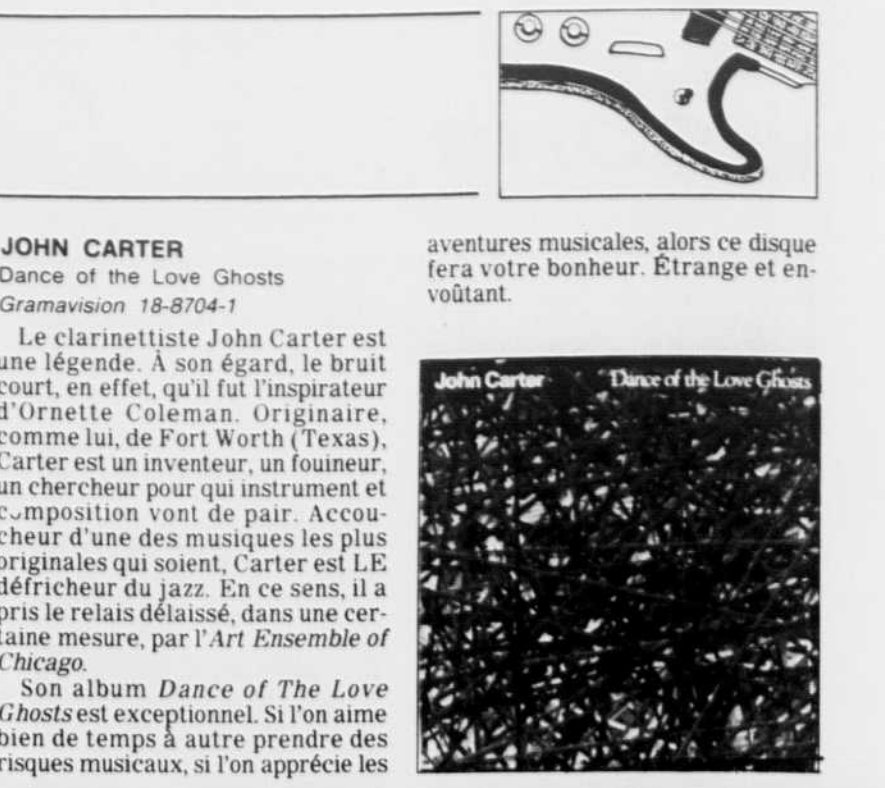 JOHN CARTER
Dance of the Love Ghosts
Gramavision 18-8704-1
Le clarinettiste John Carter est
une légende. À son égard, le bruit
court, en effet, qu'il fut l'inspirateur
d'Ornette Coleman. Originaire,
comme lui, de Fort Worth (Texas),
Carter est un inventeur, un fouineur,
un chercheur pour qui instrument et
composition vont de pair. Accou-
cheur d'une des musiques les plus
originales qui soient, Carter est LE
défricheur du jazz. En ce sens, il a
pris le relais délaissé, dans une cer-
taine mesure, par l'Art Ensemble of
Chicago.
Son album Dance of The Love
Ghosts est exceptionnel. Si l'on aime
bien de temps à autre prendre des
risques musicaux, si l'on apprécie les
aventures musicales, alors ce disque
fera votre bonheur. Étrange et en-
voûtant.
John Carter Dance of the Love Ghosts